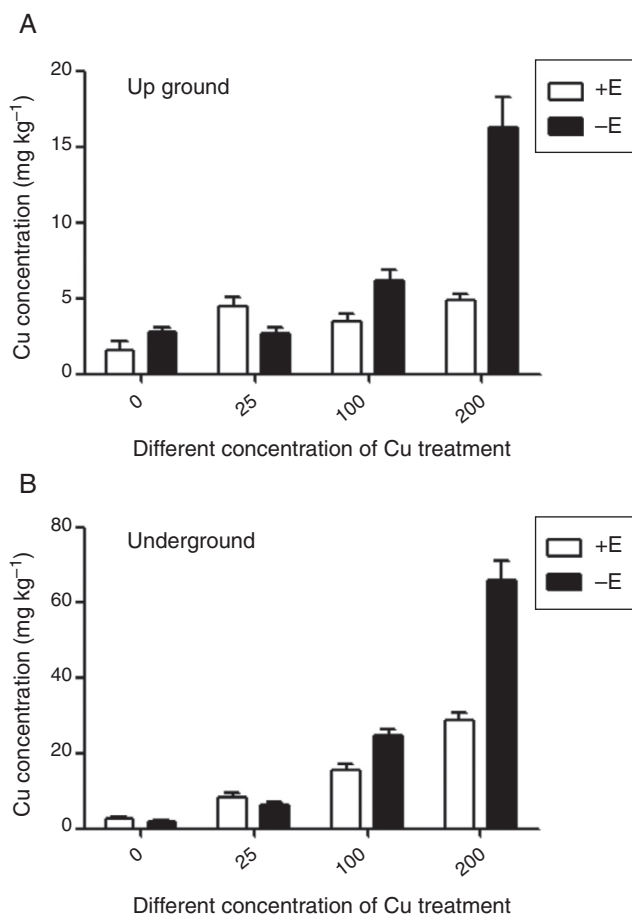 A
Up ground
+E
–E
Cu concentration (mg kg⁻¹)
20
15
10
5
0
0
25
100
200
Different concentration of Cu treatment
B
Underground
+E
–E
Cu concentration (mg kg⁻¹)
80
60
40
20
0
0
25
100
200
Different concentration of Cu treatment